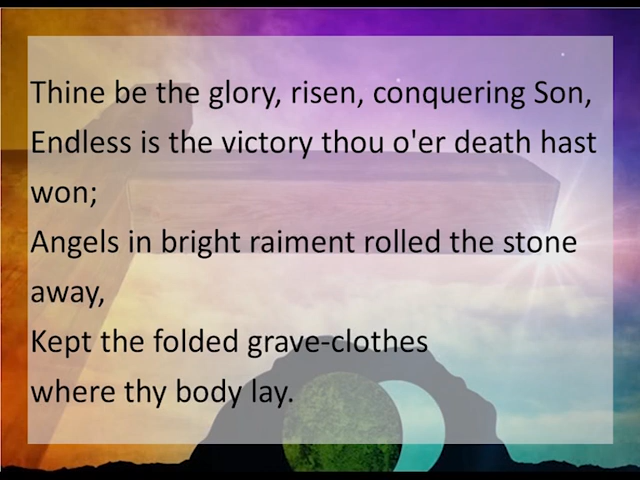 Thine be the glory, risen, conquering Son,
Endless is the victory thou o'er death hast
won;
Angels in bright raiment rolled the stone
away,
Kept the folded grave-clothes
where thy body lay.